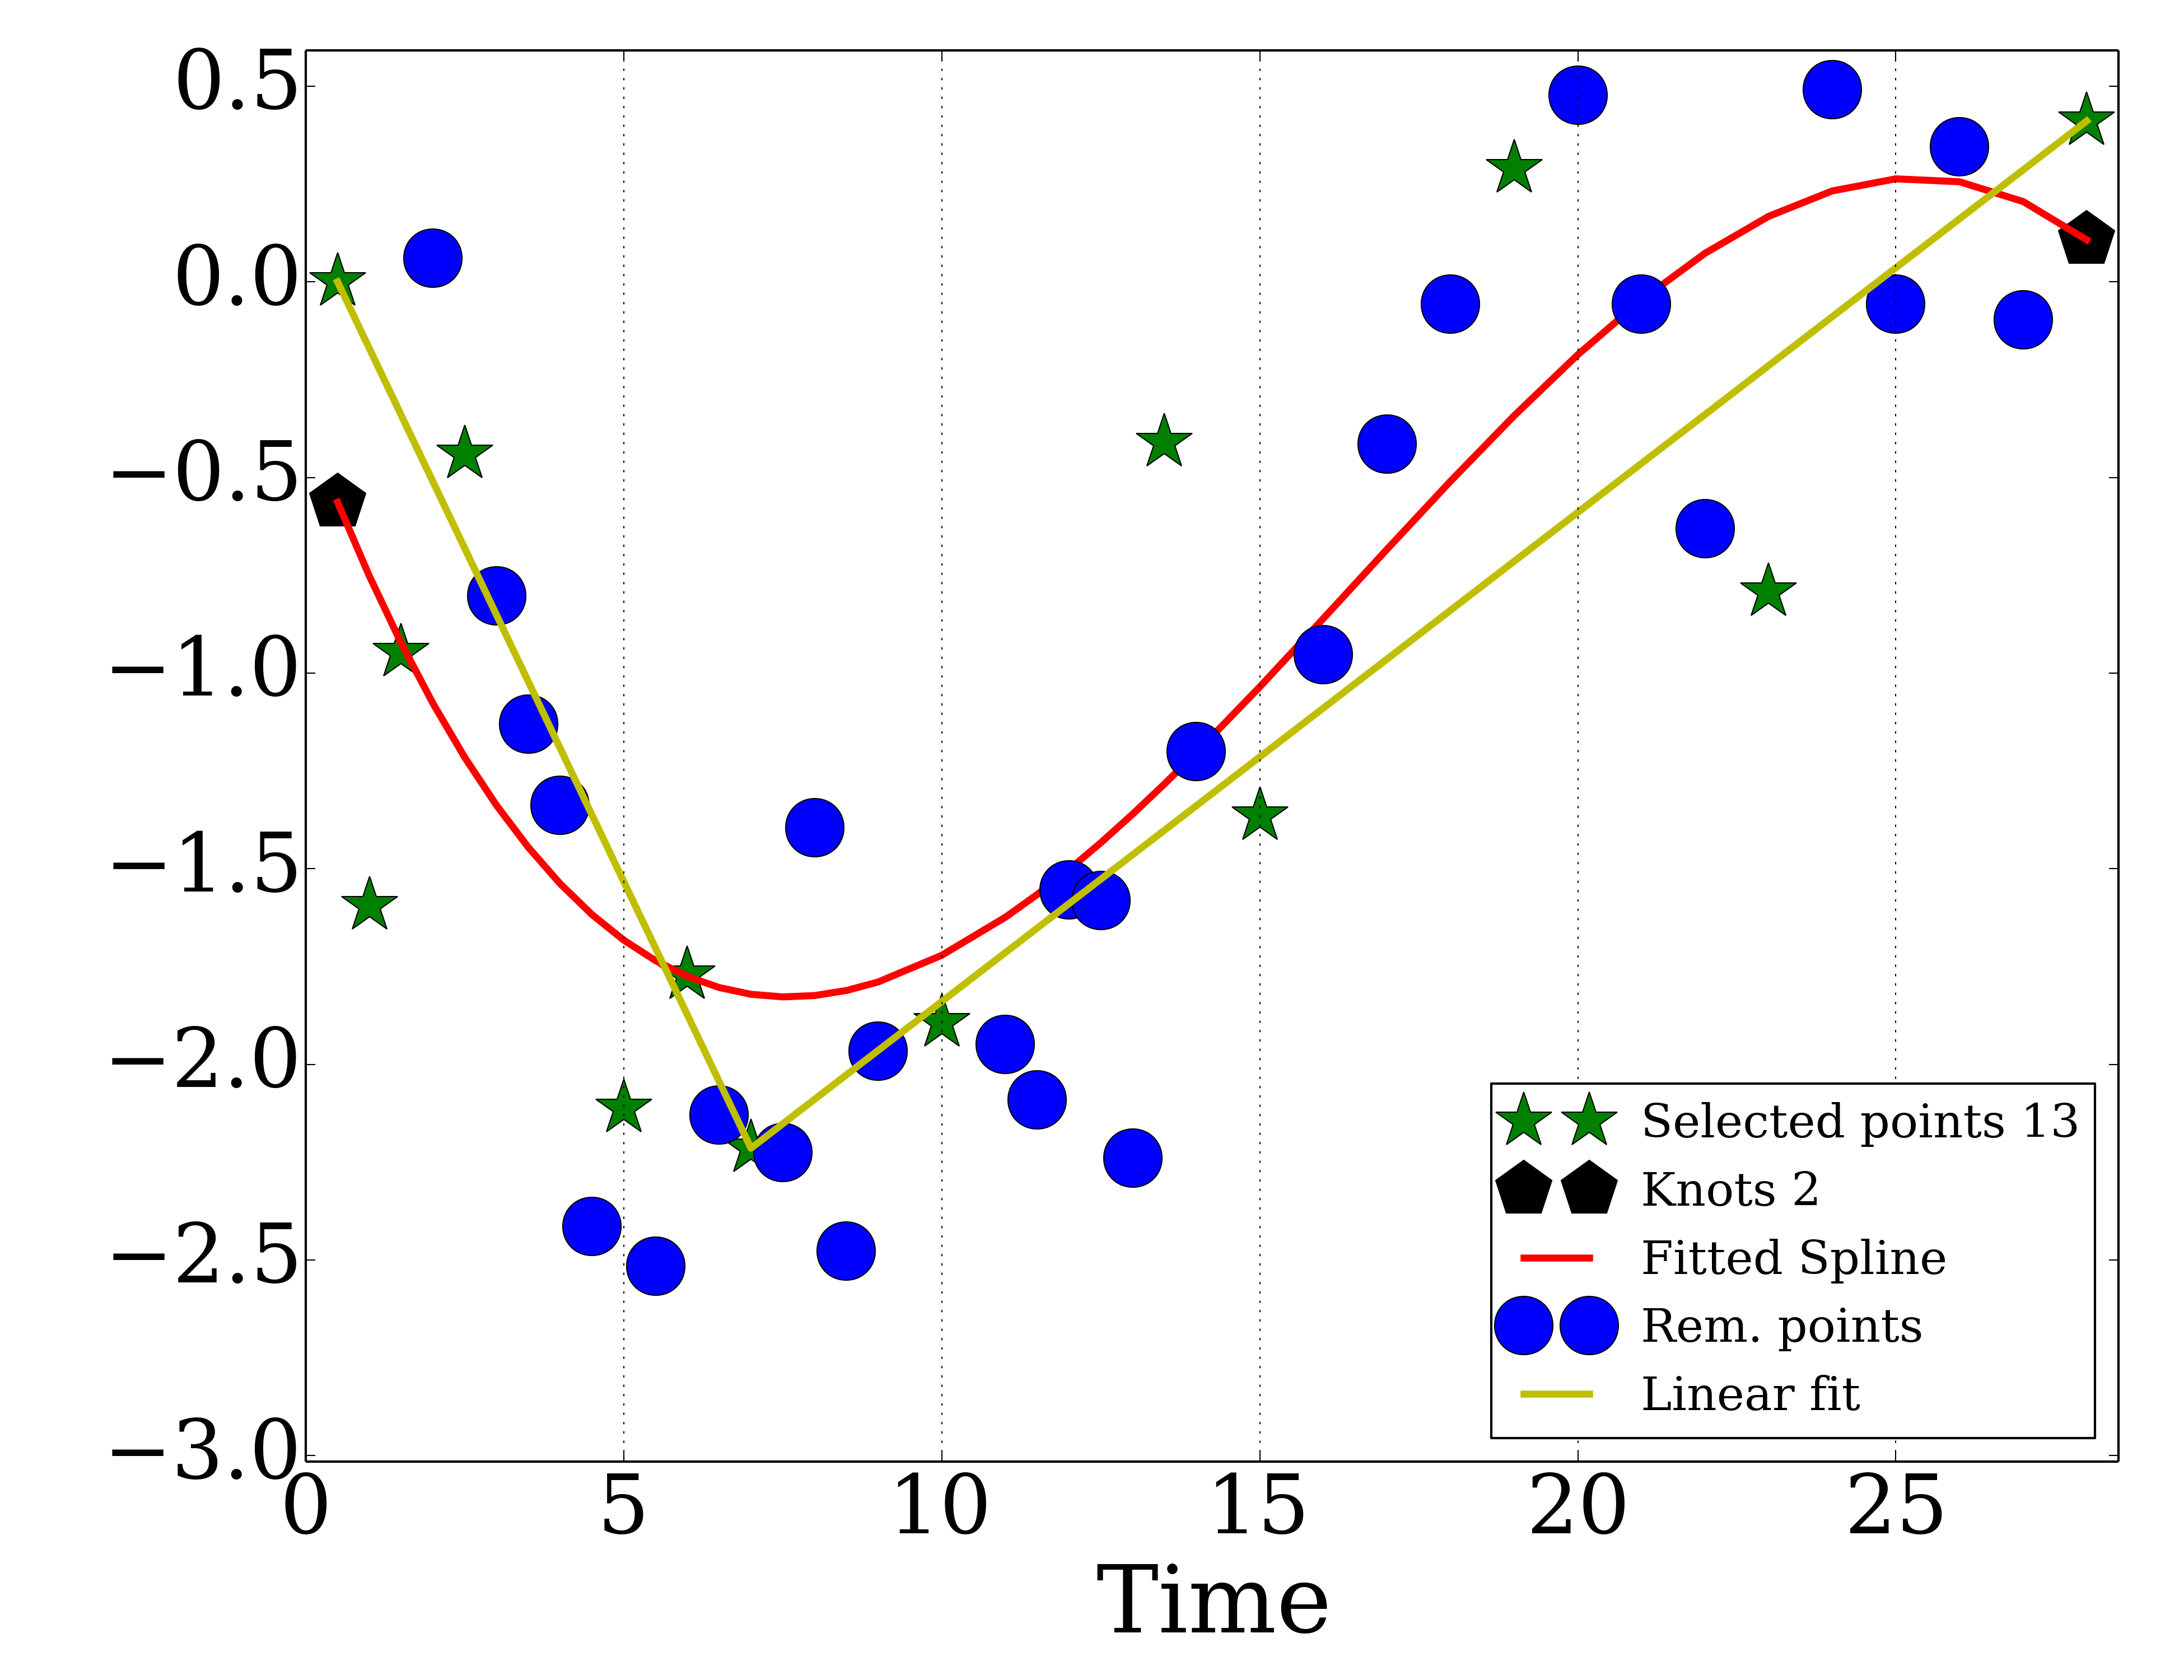 0.5
0.0
−0.5
−1.0
−1.5
−2.0
−2.5
−3.0
0 5 10 15 20 25
Time
Selected points 13
Knots 2
Fitted Spline
Rem. points
Linear fit